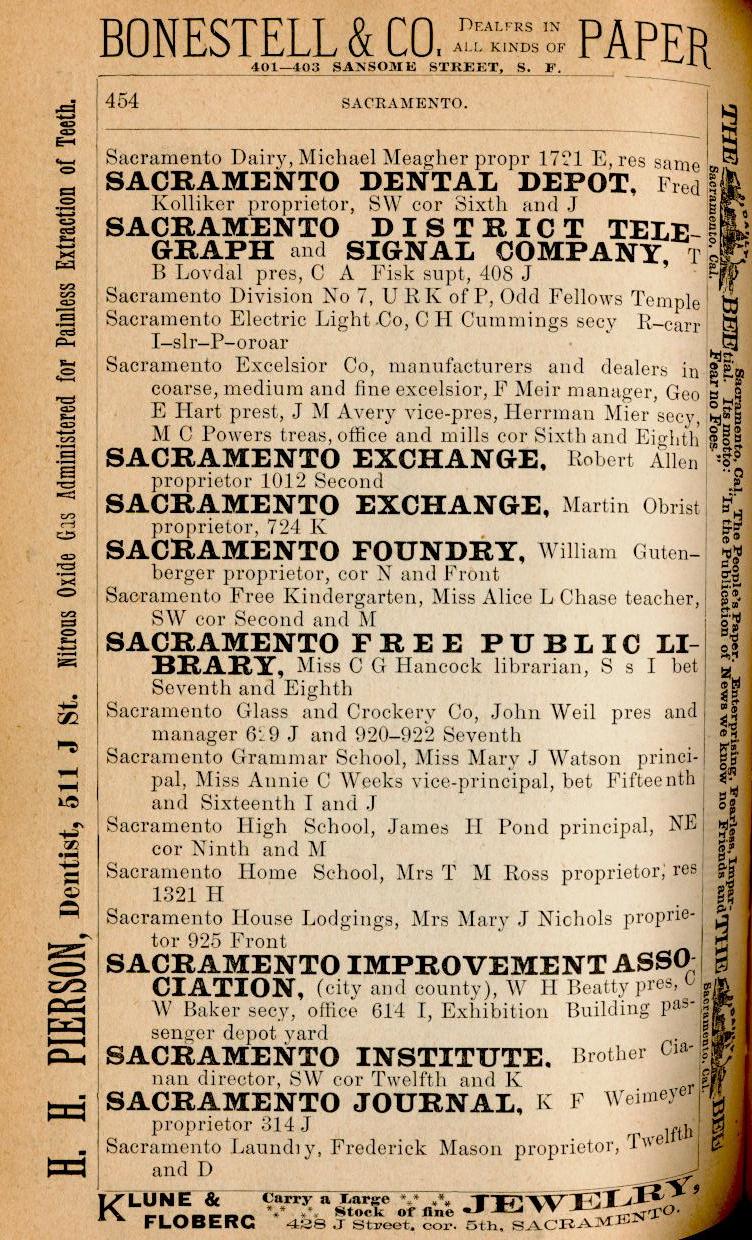 BONESTELL & CO. DEALERS IN ALL KINDS OF PAPER
401—403 SANSOME STREET, S. F.
454 SACRAMENTO.
Sacramento Dairy, Michael Meagher propr 1721 E, res same
SACRAMENTO DENTAL DEPOT, Fred
Kolliker proprietor, SW cor Sixth and J
SACRAMENTO DISTRICT TELE-
GRAPH and SIGNAL COMPANY, T
B Lovdal pres, C A Fisk supt, 408 J
Sacramento Division No 7, U R K of P, Odd Fellows Temple
Sacramento Electric Light Co, C H Cummings secy R-carr
I-slr-P-oroar
Sacramento Excelsior Co, manufacturers and dealers in
coarse, medium and fine excelsior, F Meir manager, Geo
E Hart prest, J M Avery vice-pres, Herrman Mier secy,
M C Powers treas, office and mills cor Sixth and Eighth
SACRAMENTO EXCHANGE, Robert Allen
proprietor 1012 Second
SACRAMENTO EXCHANGE, Martin Obrist
proprietor, 724 K
SACRAMENTO FOUNDRY, William Guten-
berger proprietor, cor N and Front
Sacramento Free Kindergarten, Miss Alice L Chase teacher,
SW cor Second and M
SACRAMENTO FREE PUBLIC LI-
BRARY, Miss C G Hancock librarian, S s I bet
Seventh and Eighth
Sacramento Glass and Crockery Co, John Weil pres and
manager 629 J and 920-922 Seventh
Sacramento Grammar School, Miss Mary J Watson princi-
pal, Miss Annie C Weeks vice-principal, bet Fifteenth
and Sixteenth I and J
Sacramento High School, James H Pond principal, NE
cor Ninth and M
Sacramento Home School, Mrs T M Ross proprietor, res
1321 H
Sacramento House Lodgings, Mrs Mary J Nichols proprie-
tor 925 Front
SACRAMENTO IMPROVEMENT ASSO-
CIATION, (city and county), W H Beatty pres, C
W Baker secy, office 614 I, Exhibition Building pas-
senger depot yard
SACRAMENTO INSTITUTE. Brother Cia-
nan director, SW cor Twelfth and K
SACRAMENTO JOURNAL, K F Weimeyer
proprietor 314 J
Sacramento Laundry, Frederick Mason proprietor, Twelfth
and D
KLUNE & FLOBERG Carry a Large Stock of fine JEWELRY,
428 J Street, cor. 5th, SACRAMENTO.
H. H. PIERSON, Dentist, 511 J St. Nitrous Oxide Gas Administered for Painless Extraction of Teeth.
THE DAILY BEE
Sacramento, Cal.
Sacramento, Cal. The People's Paper. Enterprising, Fearless, Impar-
tial. Its motto: "In the Publication of News we know no Friends and
Fear no Foes."
THE DAILY BEE
Sacramento, Cal.